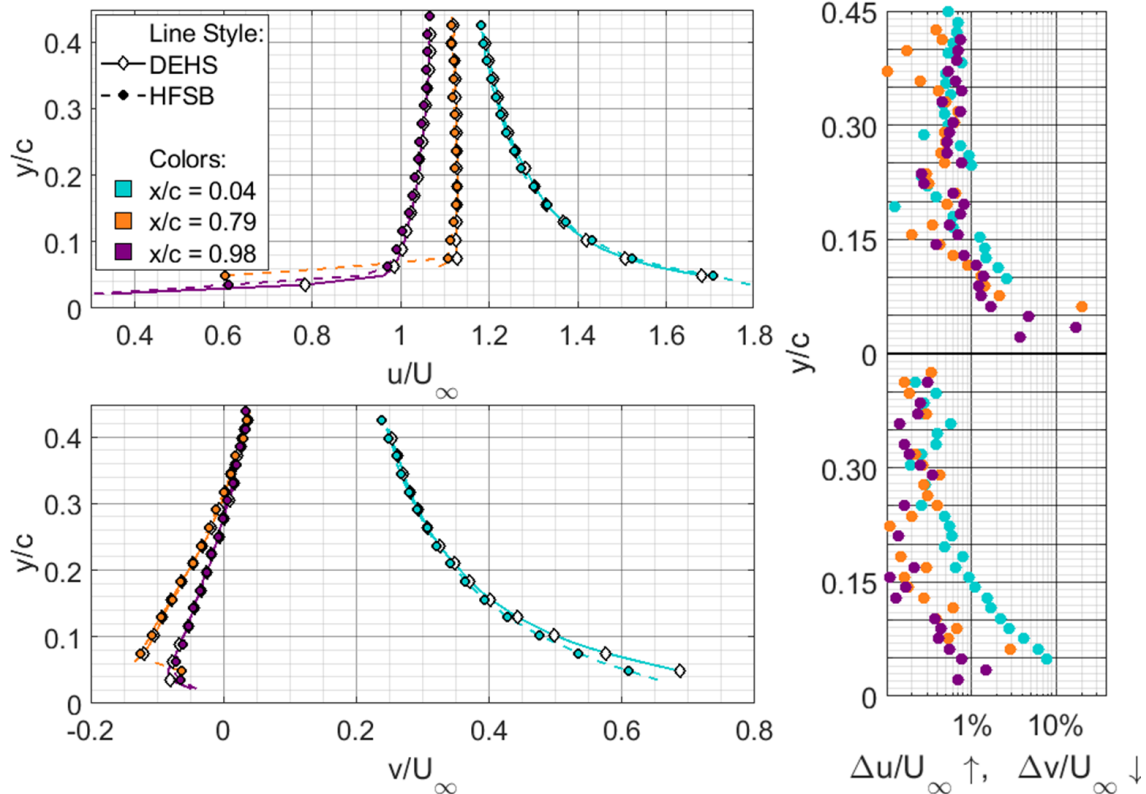 Line Style:
DEHS
HFSB
Colors:
x/c = 0.04
x/c = 0.79
x/c = 0.98
y/c
0.4
0.3
0.2
0.1
0
0.4
0.6
0.8
1
1.2
1.4
1.6
1.8
u/U∞
y/c
0.4
0.3
0.2
0.1
0
-0.2
0
0.2
0.4
0.6
0.8
v/U∞
y/c
0.45
0.30
0.15
0
0.30
0.15
0
1%
10%
Δu/U∞ ↑, Δv/U∞ ↓